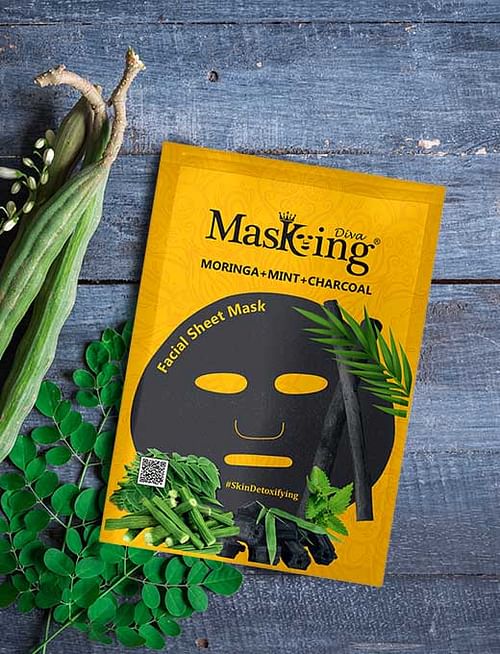 Diva
MasKing®
MORINGA+MINT+CHARCOAL
Facial Sheet Mask
#SkinDetoxifying